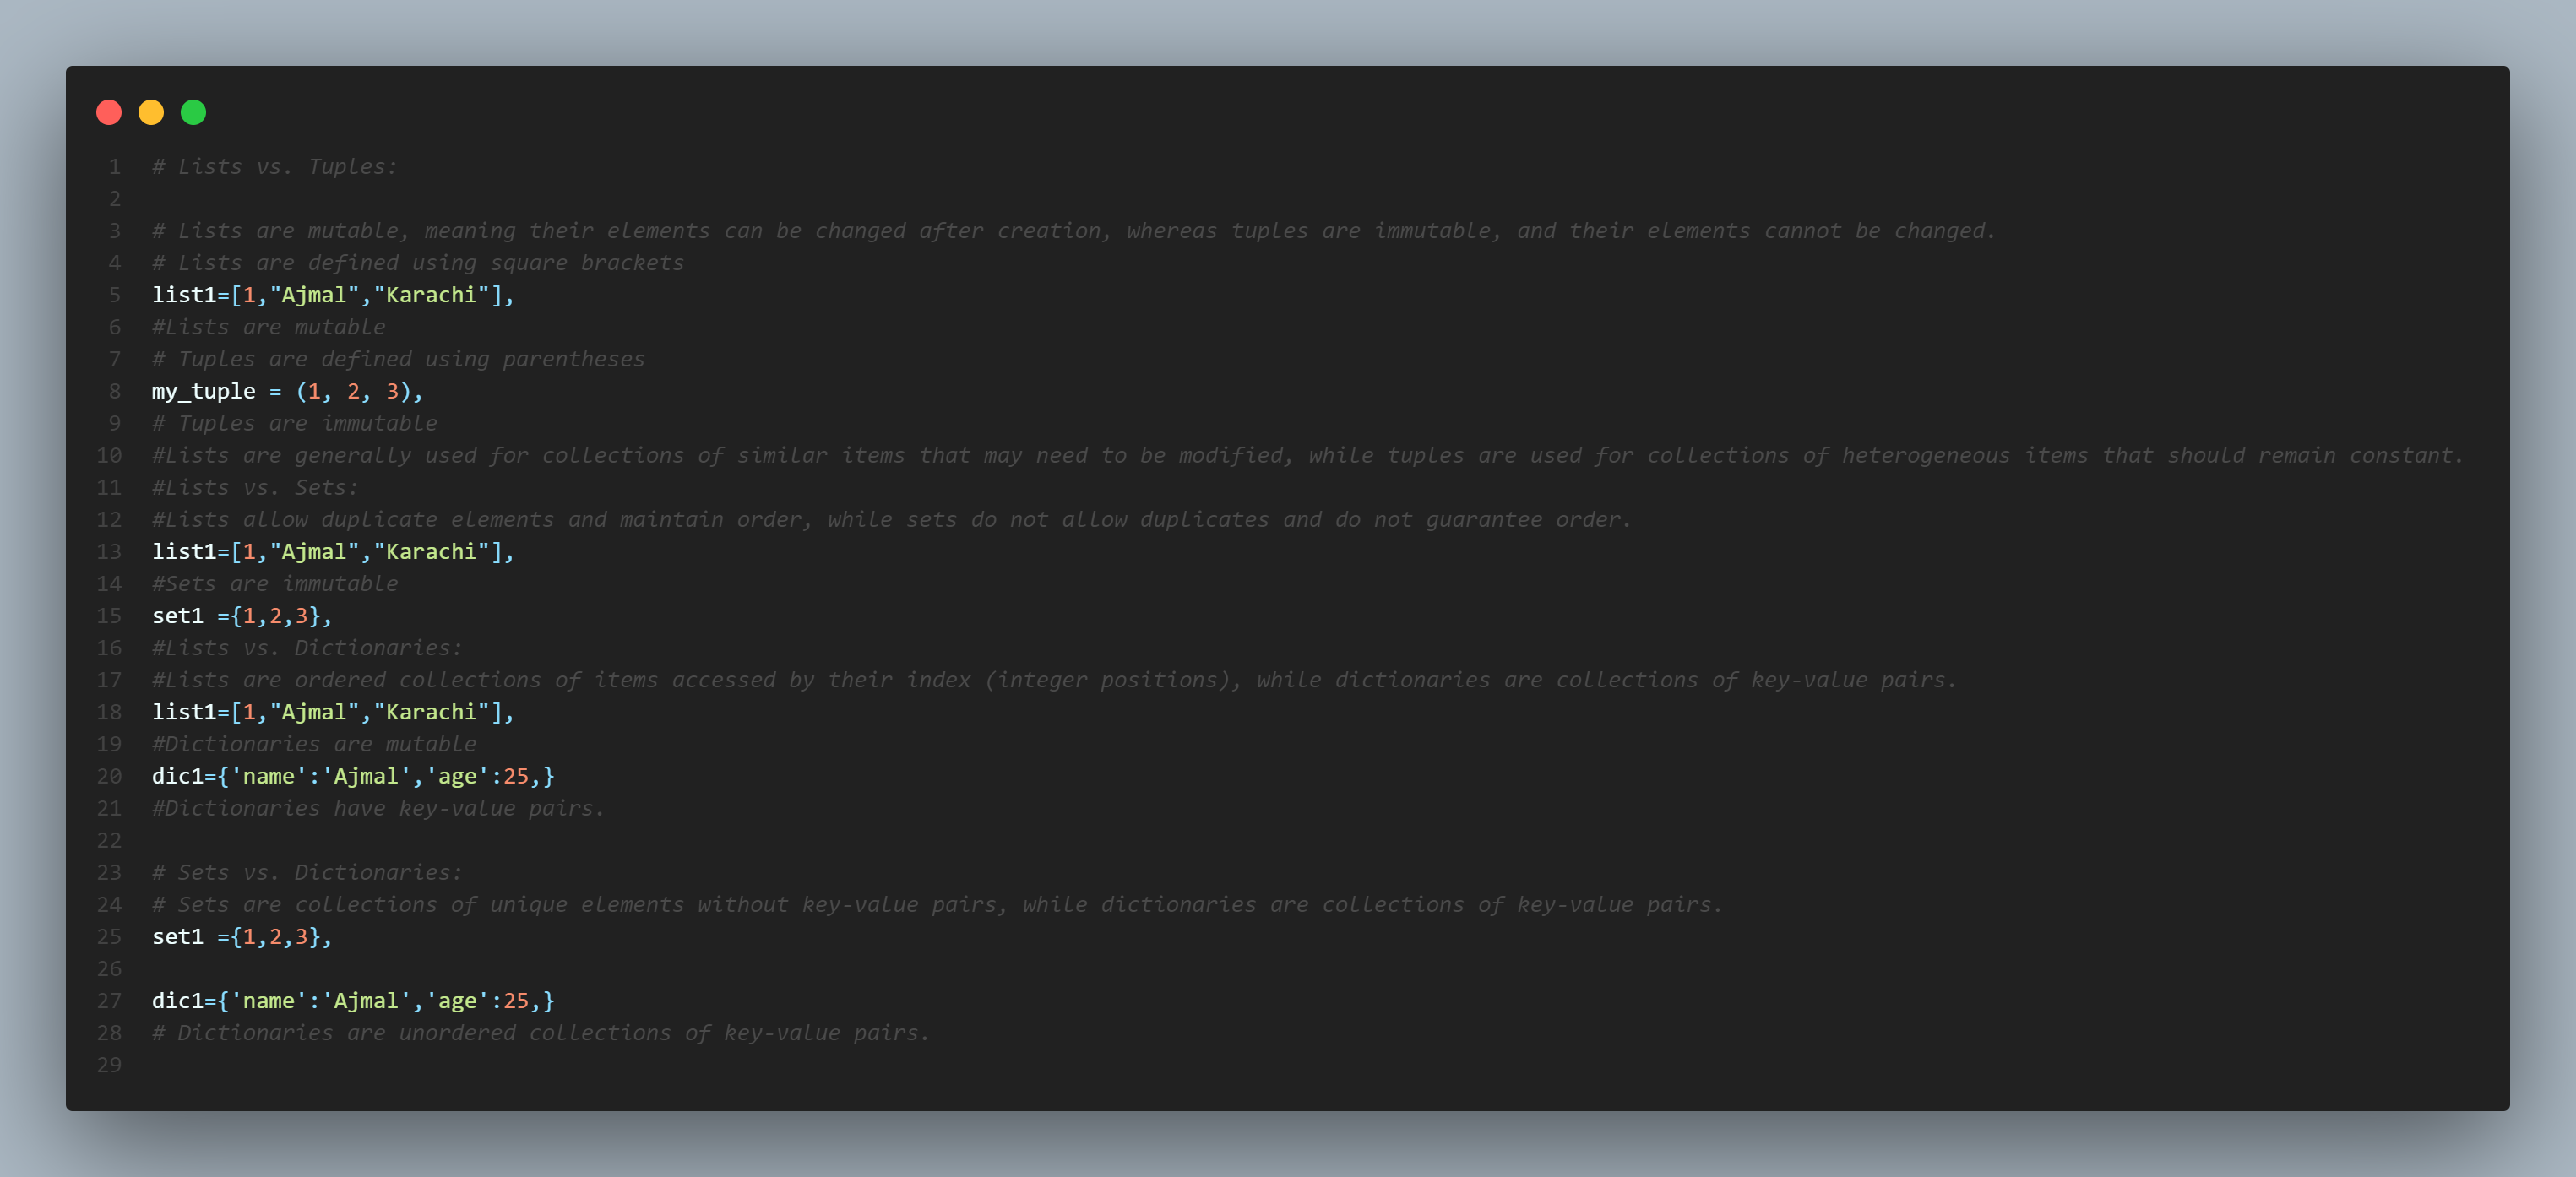 1 # Lists vs. Tuples:
2
3 # Lists are mutable, meaning their elements can be changed after creation, whereas tuples are immutable, and their elements cannot be changed.
4 # Lists are defined using square brackets
5 list1=[1,"Ajmal","Karachi"],
6 #Lists are mutable
7 # Tuples are defined using parentheses
8 my_tuple = (1, 2, 3),
9 # Tuples are immutable
10 #Lists are generally used for collections of similar items that may need to be modified, while tuples are used for collections of heterogeneous items that should remain constant.
11 #Lists vs. Sets:
12 #Lists allow duplicate elements and maintain order, while sets do not allow duplicates and do not guarantee order.
13 list1=[1,"Ajmal","Karachi"],
14 #Sets are immutable
15 set1 ={1,2,3},
16 #Lists vs. Dictionaries:
17 #Lists are ordered collections of items accessed by their index (integer positions), while dictionaries are collections of key-value pairs.
18 list1=[1,"Ajmal","Karachi"],
19 #Dictionaries are mutable
20 dic1={'name':'Ajmal','age':25,}
21 #Dictionaries have key-value pairs.
22
23 # Sets vs. Dictionaries:
24 # Sets are collections of unique elements without key-value pairs, while dictionaries are collections of key-value pairs.
25 set1 ={1,2,3},
26
27 dic1={'name':'Ajmal','age':25,}
28 # Dictionaries are unordered collections of key-value pairs.
29